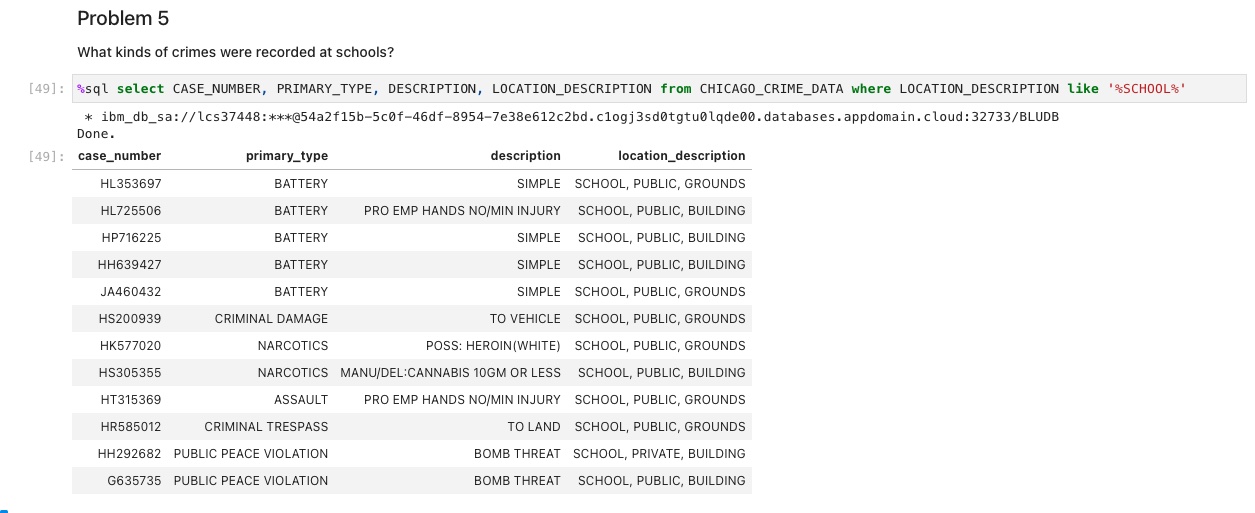 Problem 5
What kinds of crimes were recorded at schools?
[49]: %sql select CASE_NUMBER, PRIMARY_TYPE, DESCRIPTION, LOCATION_DESCRIPTION from CHICAGO_CRIME_DATA where LOCATION_DESCRIPTION like '%SCHOOL%'
* ibm_db_sa://lcs37448:***@54a2f15b-5c0f-46df-8954-7e38e612c2bd.c1ogj3sd0tgtu0lqde00.databases.appdomain.cloud:32733/BLUDB
Done.
[49]: case_number primary_type description location_description
HL353697 BATTERY SIMPLE SCHOOL, PUBLIC, GROUNDS
HL725506 BATTERY PRO EMP HANDS NO/MIN INJURY SCHOOL, PUBLIC, BUILDING
HP716225 BATTERY SIMPLE SCHOOL, PUBLIC, BUILDING
HH639427 BATTERY SIMPLE SCHOOL, PUBLIC, BUILDING
JA460432 BATTERY SIMPLE SCHOOL, PUBLIC, GROUNDS
HS200939 CRIMINAL DAMAGE TO VEHICLE SCHOOL, PUBLIC, GROUNDS
HK577020 NARCOTICS POSS: HEROIN(WHITE) SCHOOL, PUBLIC, GROUNDS
HS305355 NARCOTICS MANU/DEL:CANNABIS 10GM OR LESS SCHOOL, PUBLIC, BUILDING
HT315369 ASSAULT PRO EMP HANDS NO/MIN INJURY SCHOOL, PUBLIC, GROUNDS
HR585012 CRIMINAL TRESPASS TO LAND SCHOOL, PUBLIC, GROUNDS
HH292682 PUBLIC PEACE VIOLATION BOMB THREAT SCHOOL, PRIVATE, BUILDING
G635735 PUBLIC PEACE VIOLATION BOMB THREAT SCHOOL, PUBLIC, BUILDING